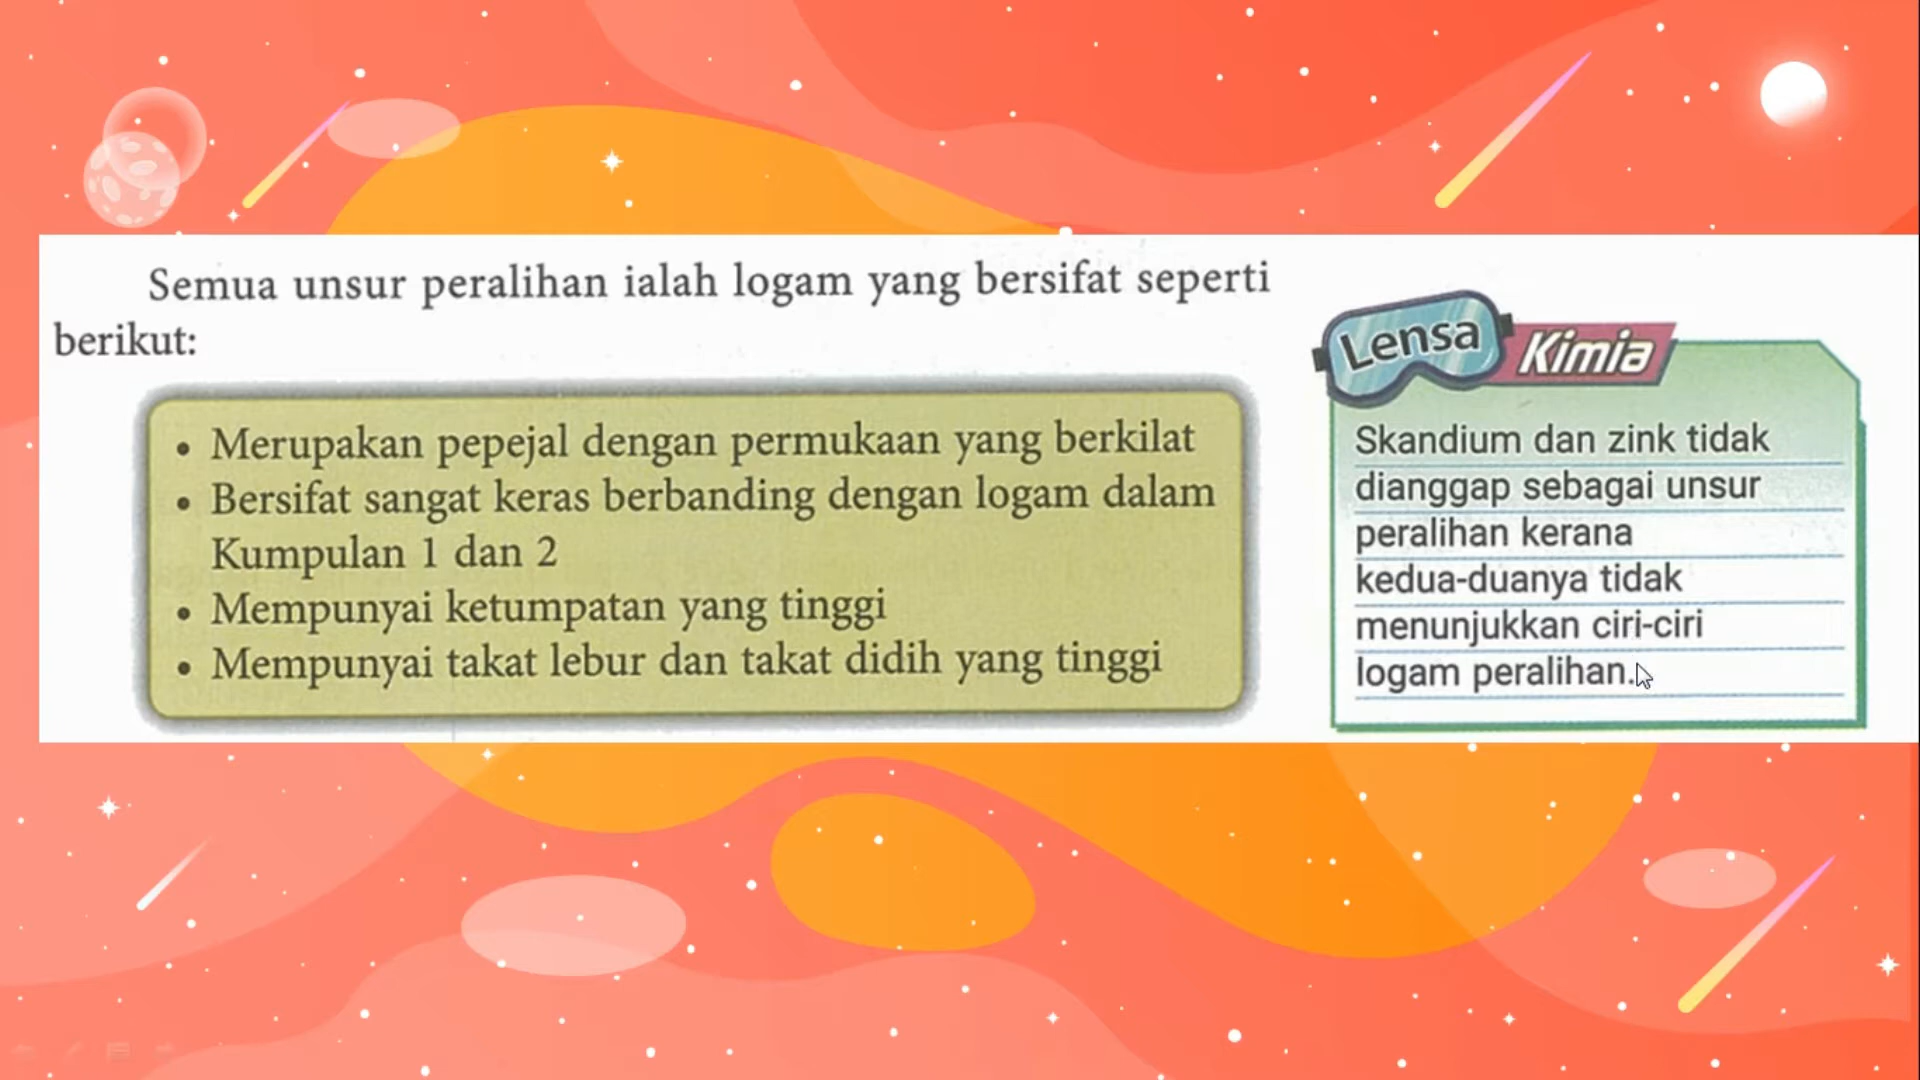 Semua unsur peralihan ialah logam yang bersifat seperti
berikut:
• Merupakan pepejal dengan permukaan yang berkilat
• Bersifat sangat keras berbanding dengan logam dalam
Kumpulan 1 dan 2
• Mempunyai ketumpatan yang tinggi
• Mempunyai takat lebur dan takat didih yang tinggi
Lensa Kimia
Skandium dan zink tidak
dianggap sebagai unsur
peralihan kerana
kedua-duanya tidak
menunjukkan ciri-ciri
logam peralihan.